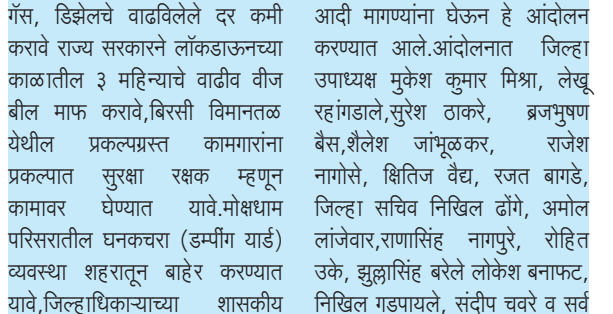 गॅस, डिझेलचे वाढविलेले दर कमी
करावे राज्य सरकारने लॉकडाऊनच्या
काळातील ३ महिन्याचे वाढीव वीज
बील माफ करावे,बिरसी विमानतळ
येथील प्रकल्पग्रस्त कामगारांना
प्रकल्पात सुरक्षा रक्षक म्हणून
कामावर घेण्यात यावे.मोक्षधाम
परिसरातील घनकचरा (डम्पींग यार्ड)
व्यवस्था शहरातून बाहेर करण्यात
यावे,जिल्हाधिकाऱ्याच्या शासकीय
आदी मागण्यांना घेऊन हे आंदोलन
करण्यात आले.आंदोलनात जिल्हा
उपाध्यक्ष मुकेश कुमार मिश्रा, लेखू
रहांगडाले,सुरेश ठाकरे, ब्रजभुषण
बैस,शैलेश जांभूळकर, राजेश
नागोसे, क्षितिज वैद्य, रजत बागडे,
जिल्हा सचिव निखिल ढोंगे, अमोल
लांजेवार,राणासिंह नागपुरे, रोहित
उके, झुल्लासिंह बरेले लोकेश बनाफट,
निखिल गडपायले, संदीप चवरे व सर्व